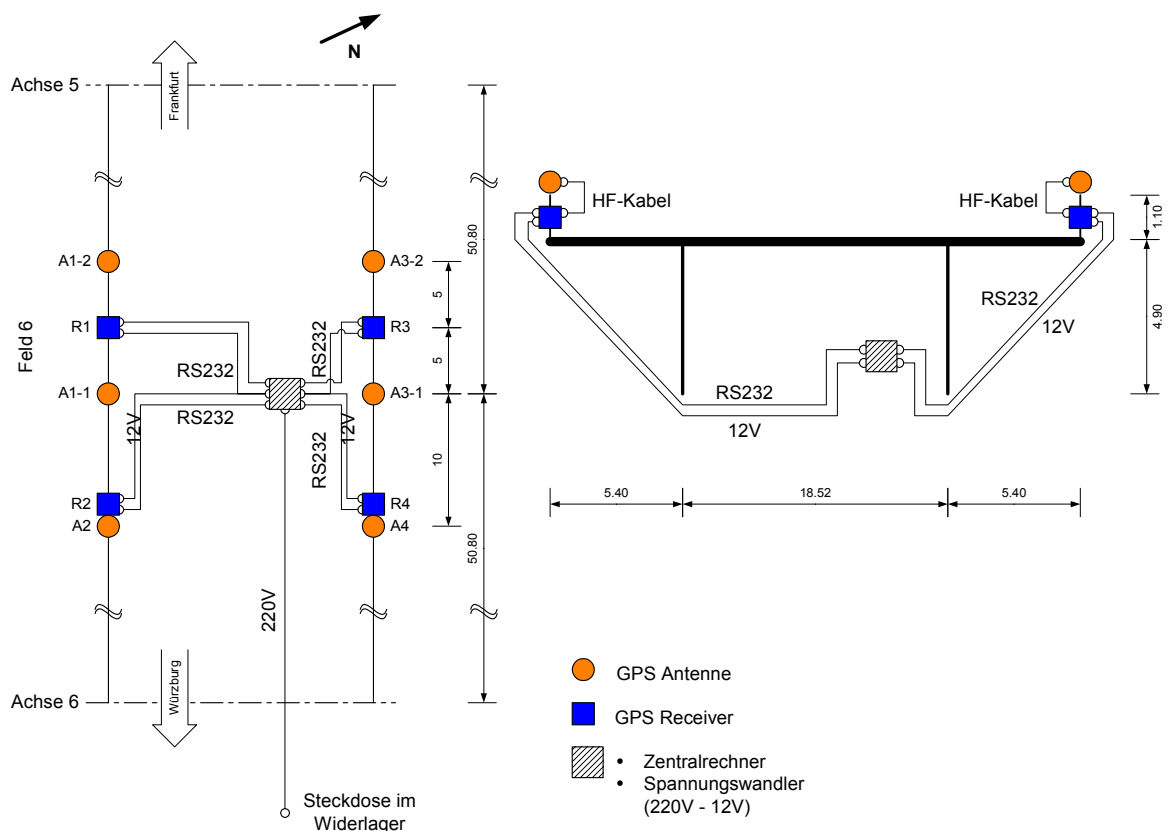 N
Achse 5
Frankfurt
HF-Kabel
HF-Kabel
1.10
50.80
A1-2
A3-2
5
Feld 6
R1
R3
RS232
5
RS232
12V
4.90
RS232
A1-1
A3-1
RS232
12V
12V
RS232
12V
RS232
10
R2
R4
A2
A4
5.40
18.52
5.40
50.80
220V
GPS Antenne
Achse 6
Würzburg
GPS Receiver
• Zentralrechner
• Spannungswandler
(220V - 12V)
Steckdose im
Widerlager